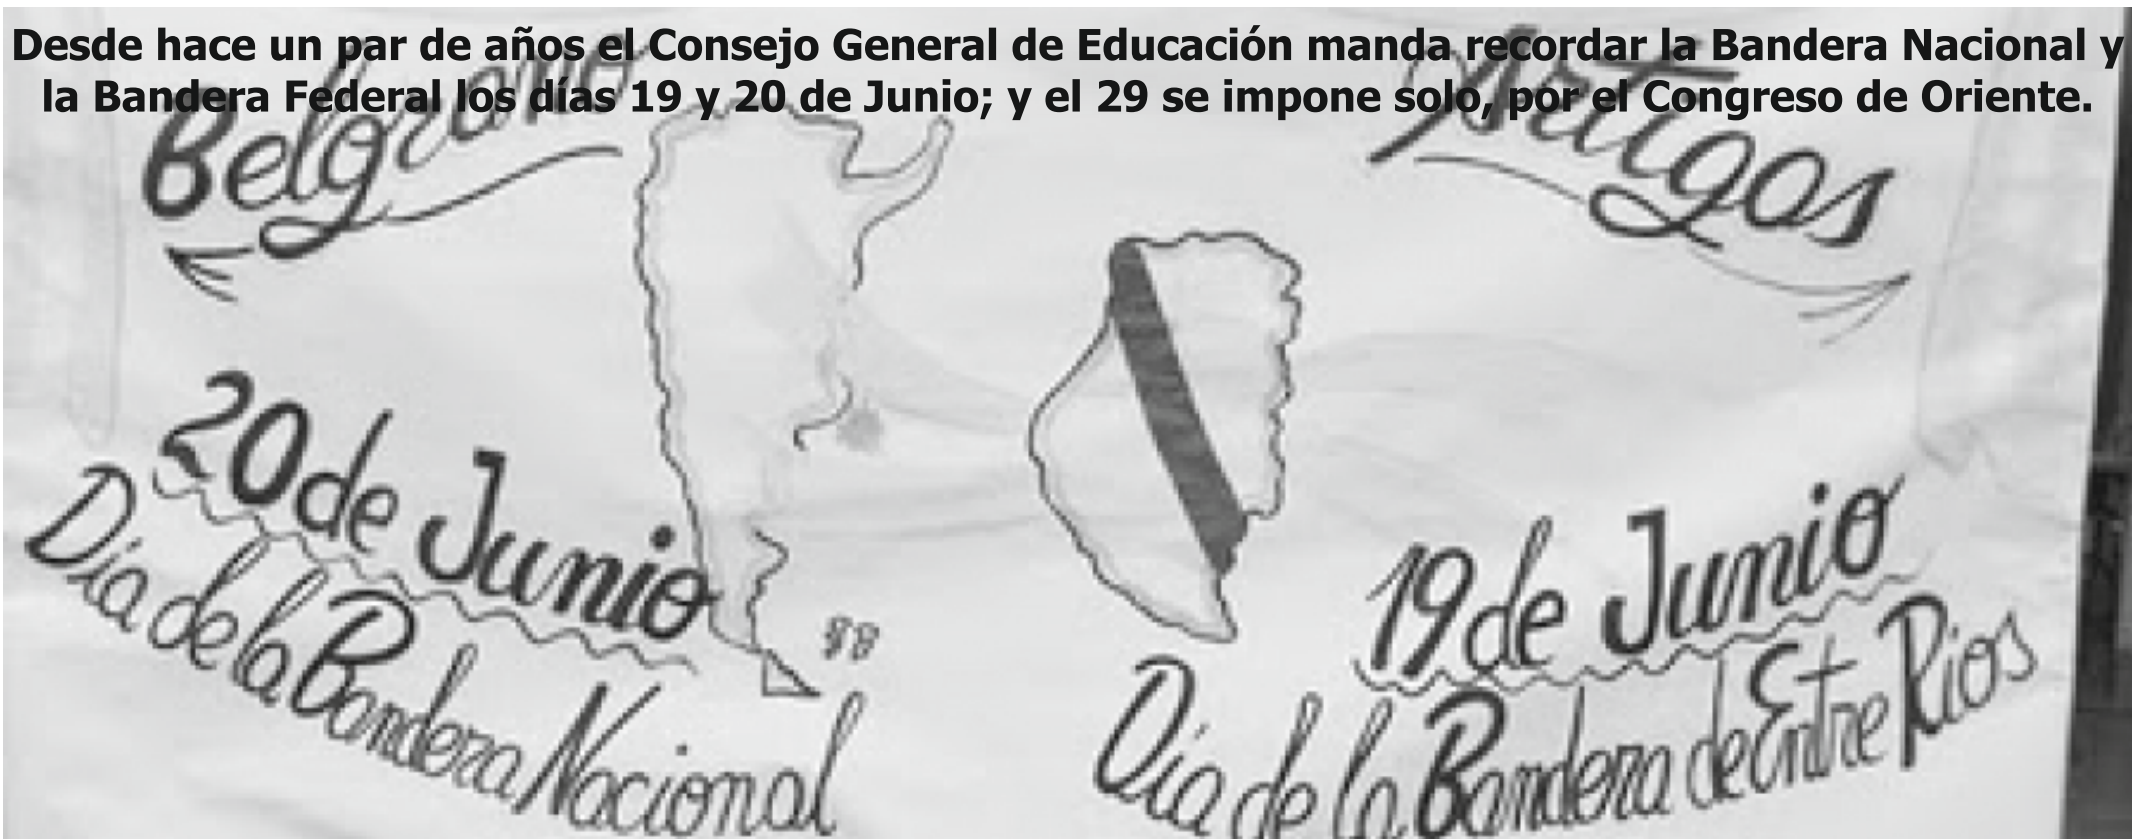 Desde hace un par de años el Consejo General de Educación manda recordar la Bandera Nacional y
la Bandera Federal los días 19 y 20 de Junio; y el 29 se impone solo, por el Congreso de Oriente.
Belgrano
Artigas
20 de Junio
Día de la Bandera Nacional
19 de Junio
Día de la Bandera de Entre Rios